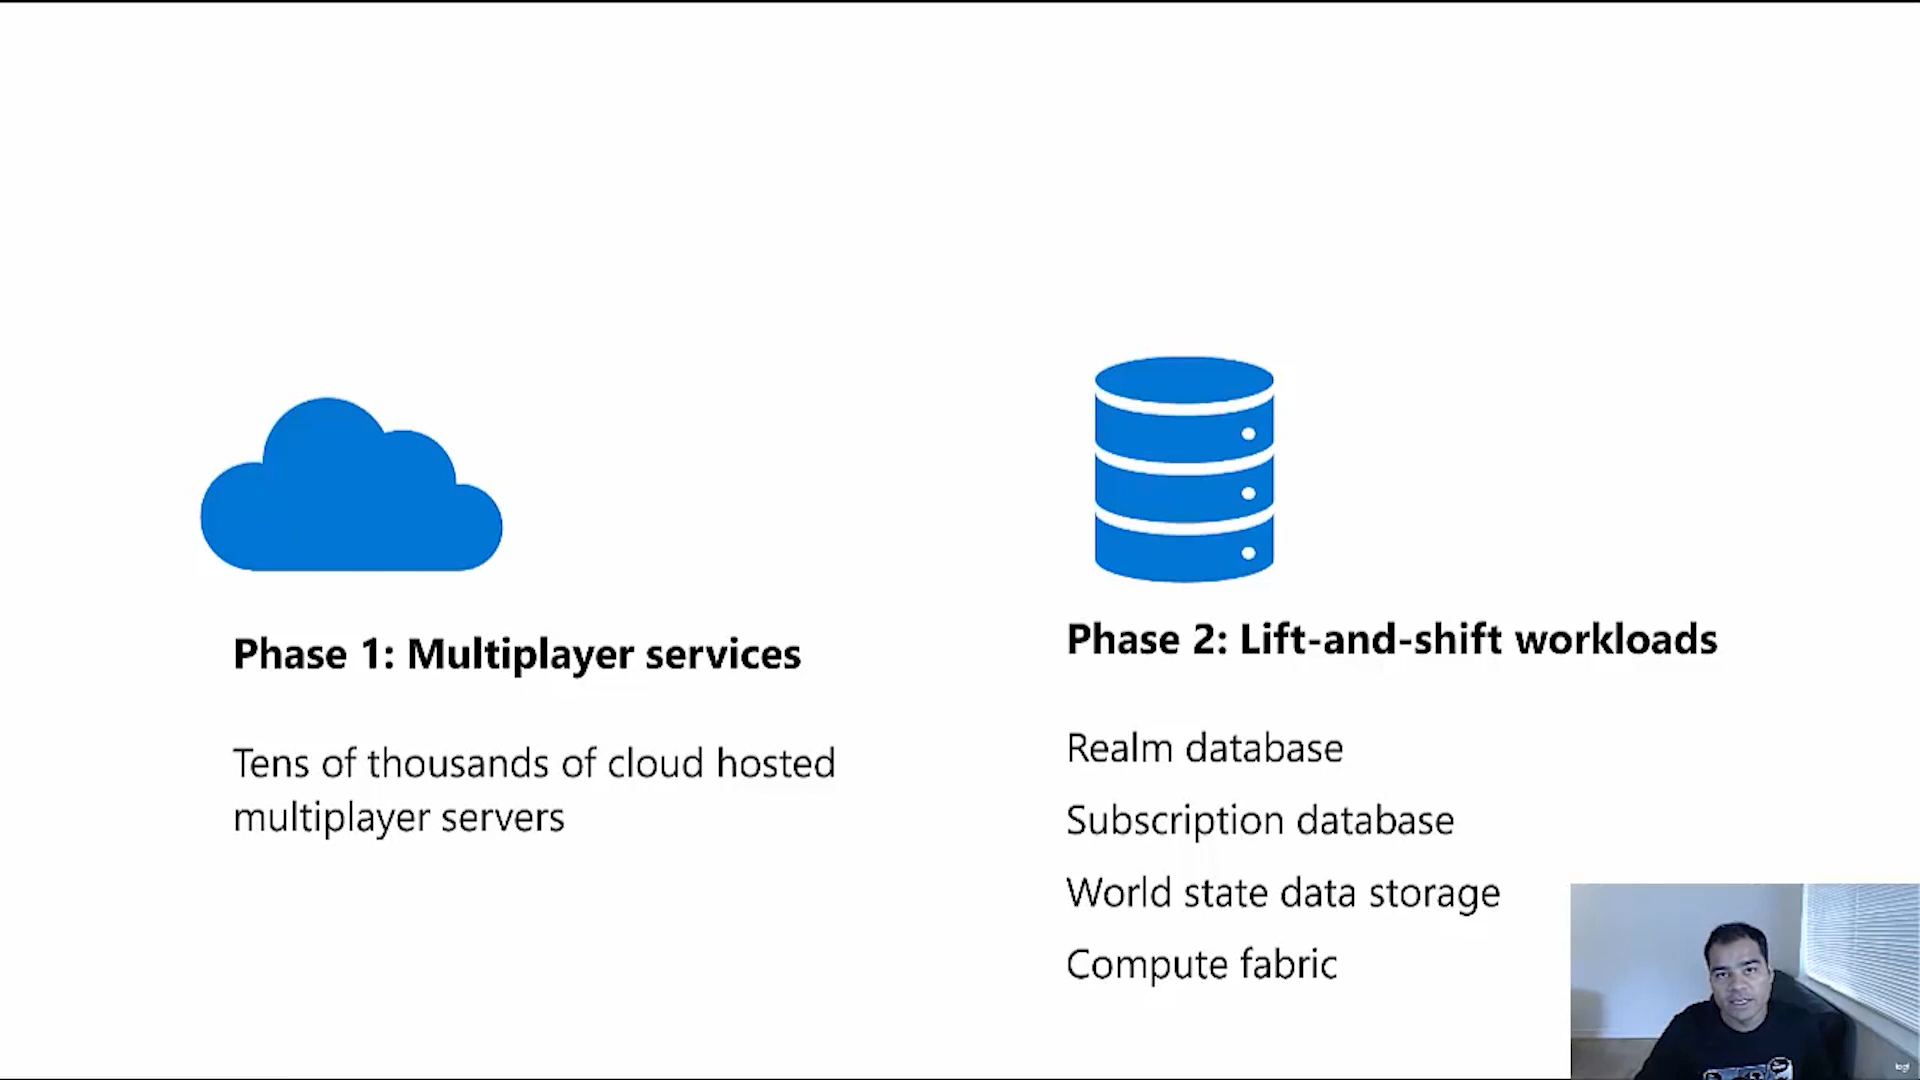 Phase 1: Multiplayer services
Tens of thousands of cloud hosted
multiplayer servers
Phase 2: Lift-and-shift workloads
Realm database
Subscription database
World state data storage
Compute fabric
logi